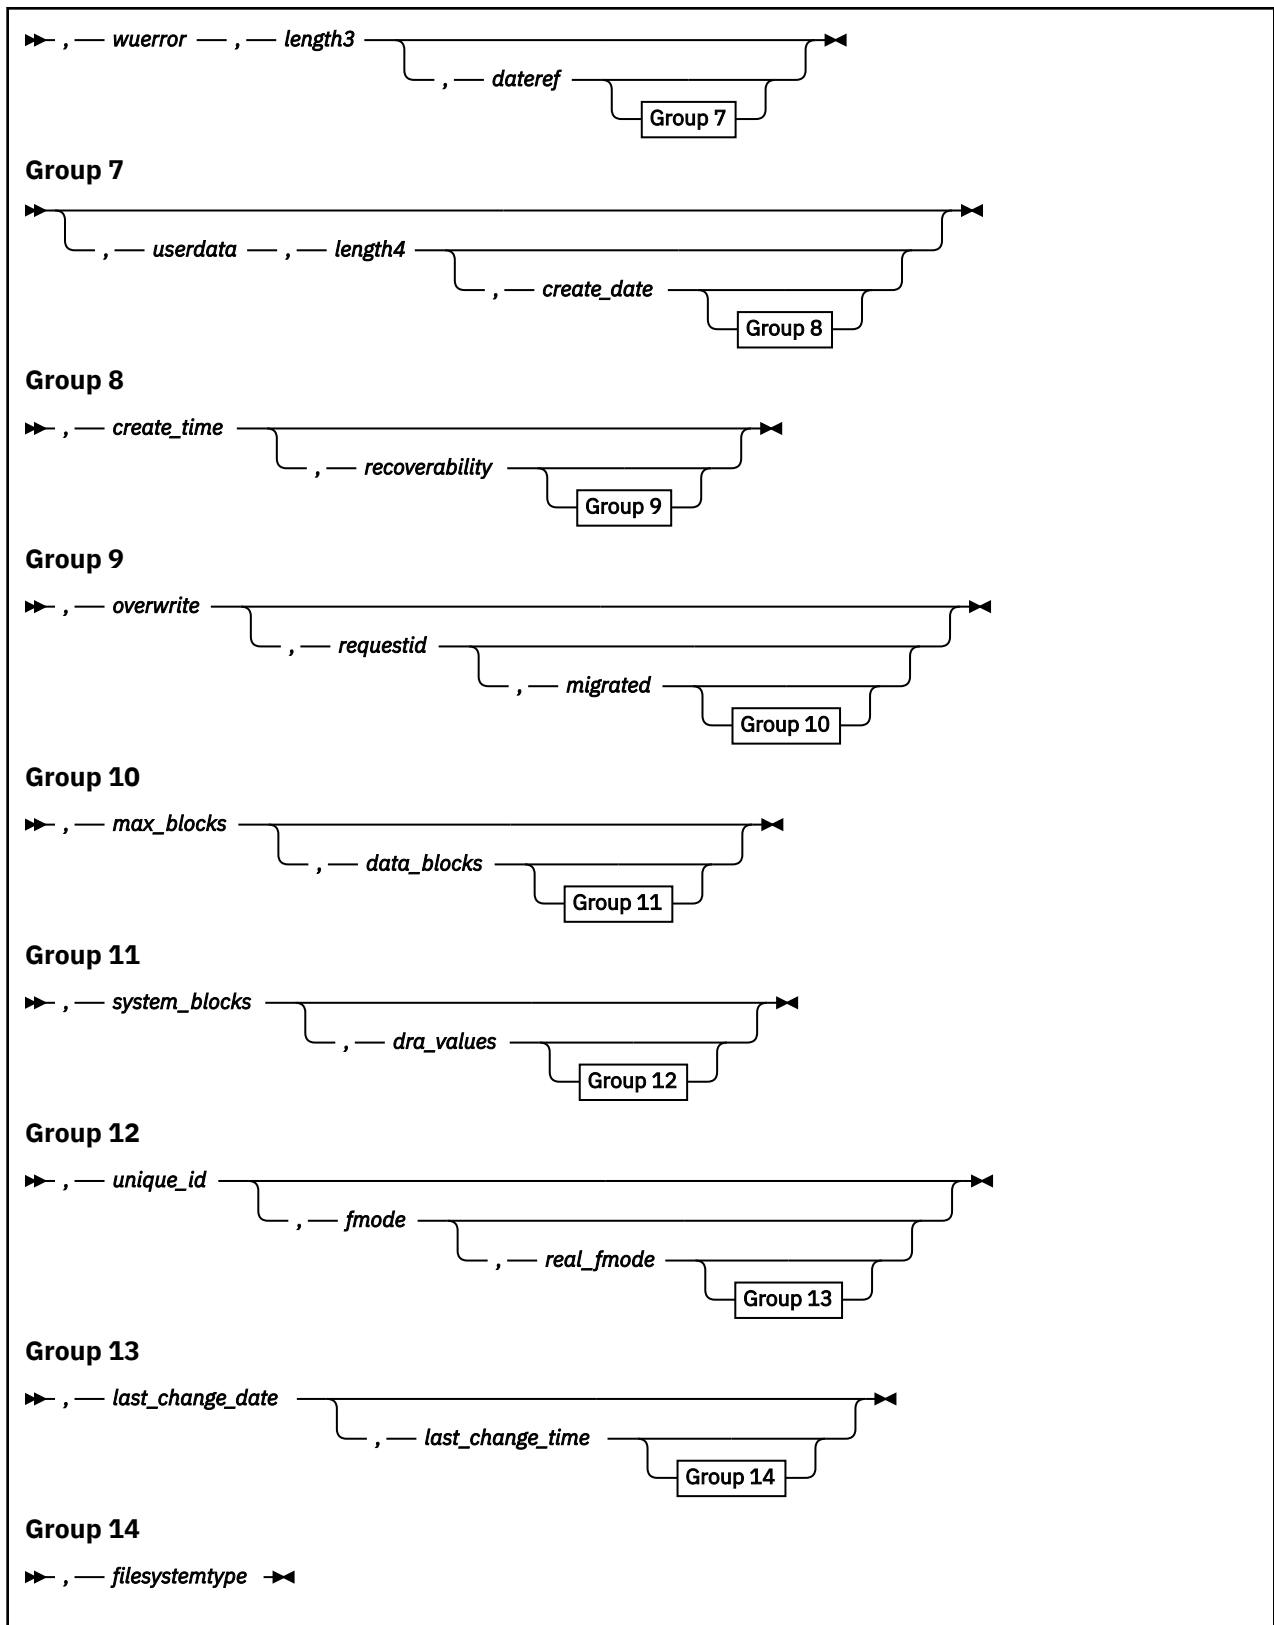 , wuerror , length3
, dateref
Group 7
Group 7
, userdata , length4
, create_date
Group 8
Group 8
, create_time
, recoverability
Group 9
Group 9
, overwrite
, requestid
, migrated
Group 10
Group 10
, max_blocks
, data_blocks
Group 11
Group 11
, system_blocks
, dra_values
Group 12
Group 12
, unique_id
, fmode
, real_fmode
Group 13
Group 13
, last_change_date
, last_change_time
Group 14
Group 14
, filesystemtype